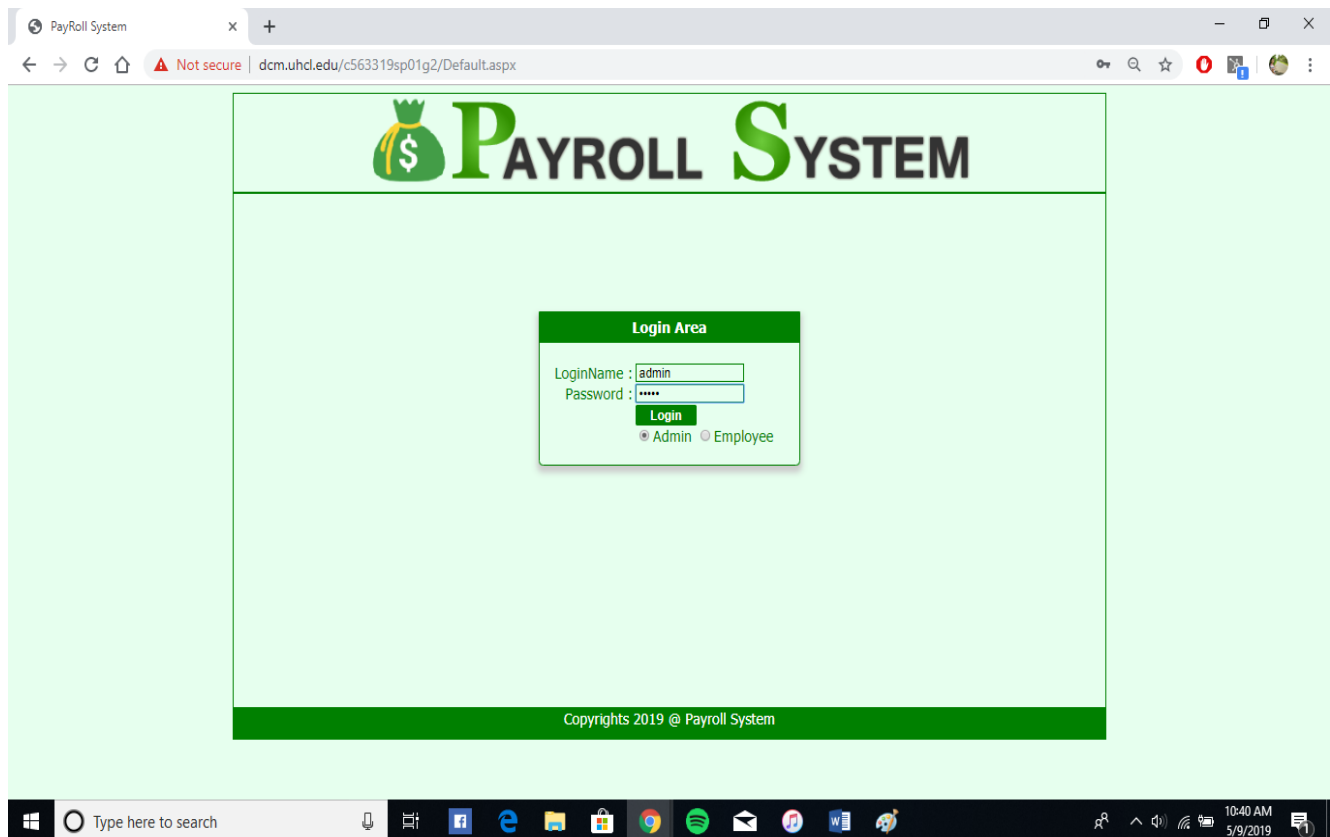 PayRoll System
Not secure | dcm.uhcl.edu/c563319sp01g2/Default.aspx
$ PAYROLL SYSTEM
Login Area
LoginName : admin
Password : •••••
Login
Admin Employee
Copyrights 2019 @ Payroll System
Type here to search
10:40 AM
5/9/2019